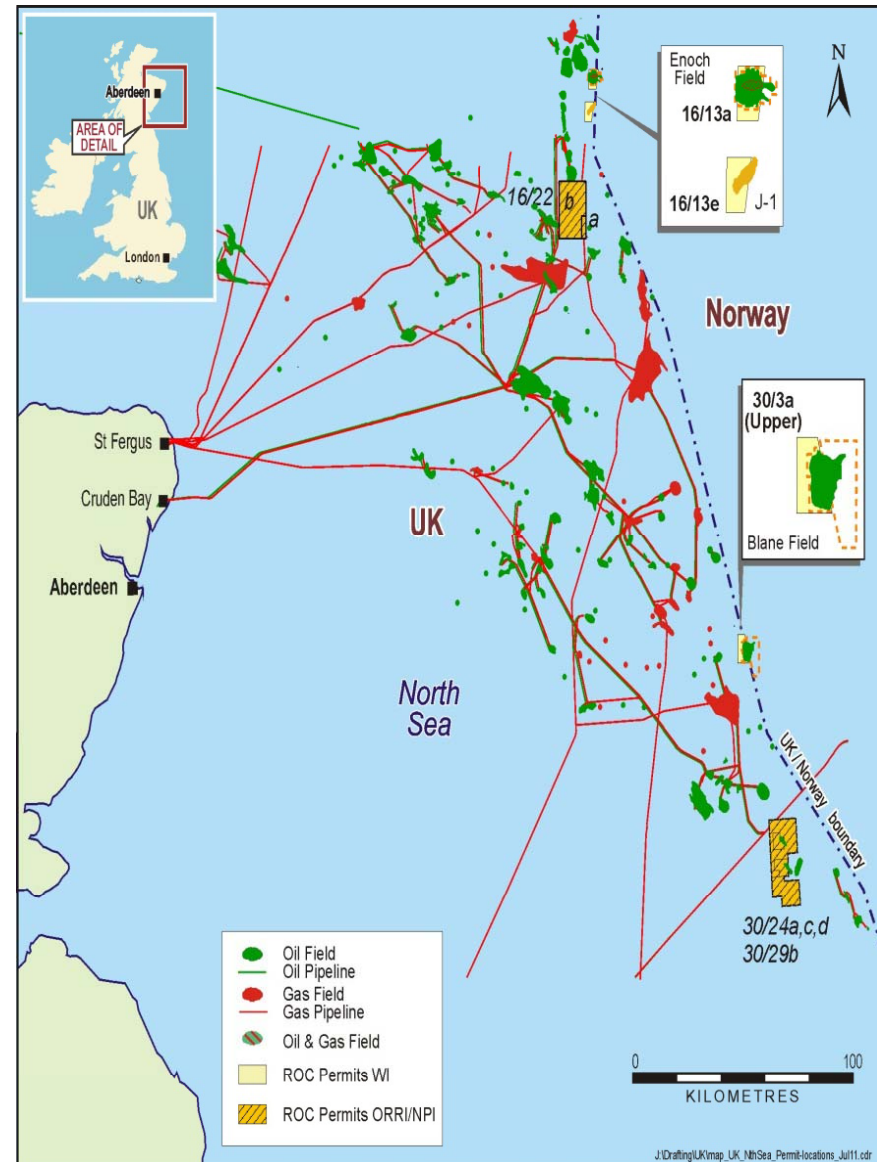 Aberdeen
AREA OF
DETAIL
UK
London
Enoch
Field
16/13a
16/13e
J-1
N
16/22
b
a
Norway
30/3a
(Upper)
Blane Field
St Fergus
Cruden Bay
UK
Aberdeen
North
Sea
UK / Norway boundary
30/24a,c,d
30/29b
Oil Field
Oil Pipeline
Gas Field
Gas Pipeline
Oil & Gas Field
ROC Permits WI
ROC Permits ORRI/NPI
0
100
KILOMETRES
J:\Drafting\UK\map_UK_NthSea_Permit-locations_Jul11.cdr